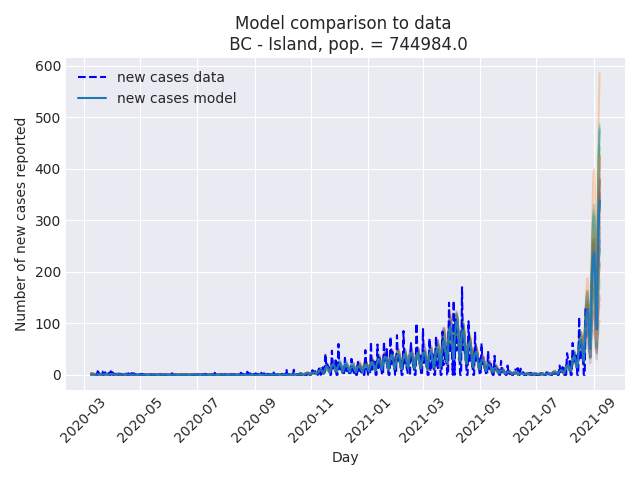 Model comparison to data
BC - Island, pop. = 744984.0
new cases data
new cases model
Number of new cases reported
600
500
400
300
200
100
0
2020-03
2020-05
2020-07
2020-09
2020-11
2021-01
2021-03
2021-05
2021-07
2021-09
Day